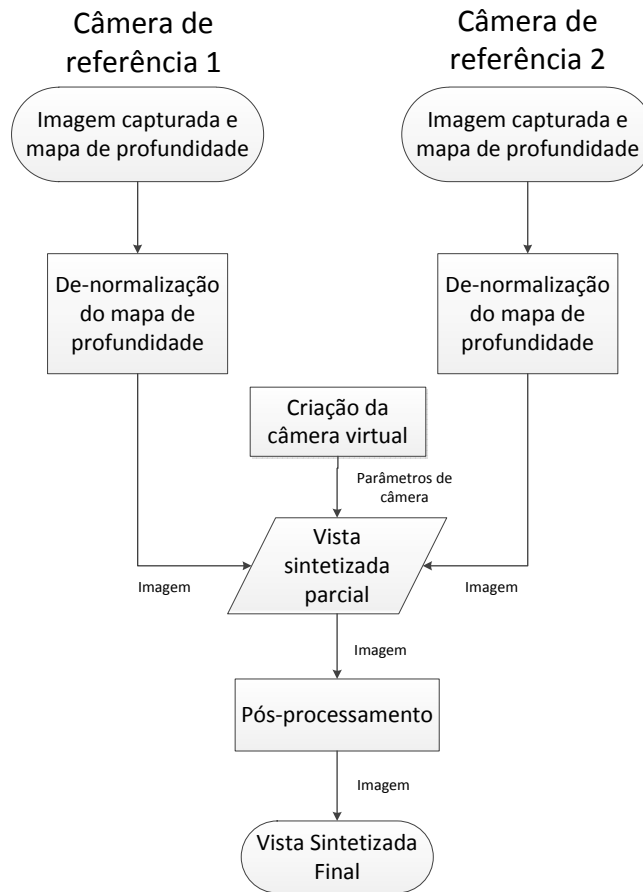 Câmera de
referência 1
Câmera de
referência 2
Imagem capturada e
mapa de profundidade
Imagem capturada e
mapa de profundidade
De-normalização
do mapa de
profundidade
De-normalização
do mapa de
profundidade
Criação da
câmera virtual
Parâmetros de
câmera
Vista
sintetizada
parcial
Imagem
Imagem
Imagem
Pós-processamento
Imagem
Vista Sintetizada
Final